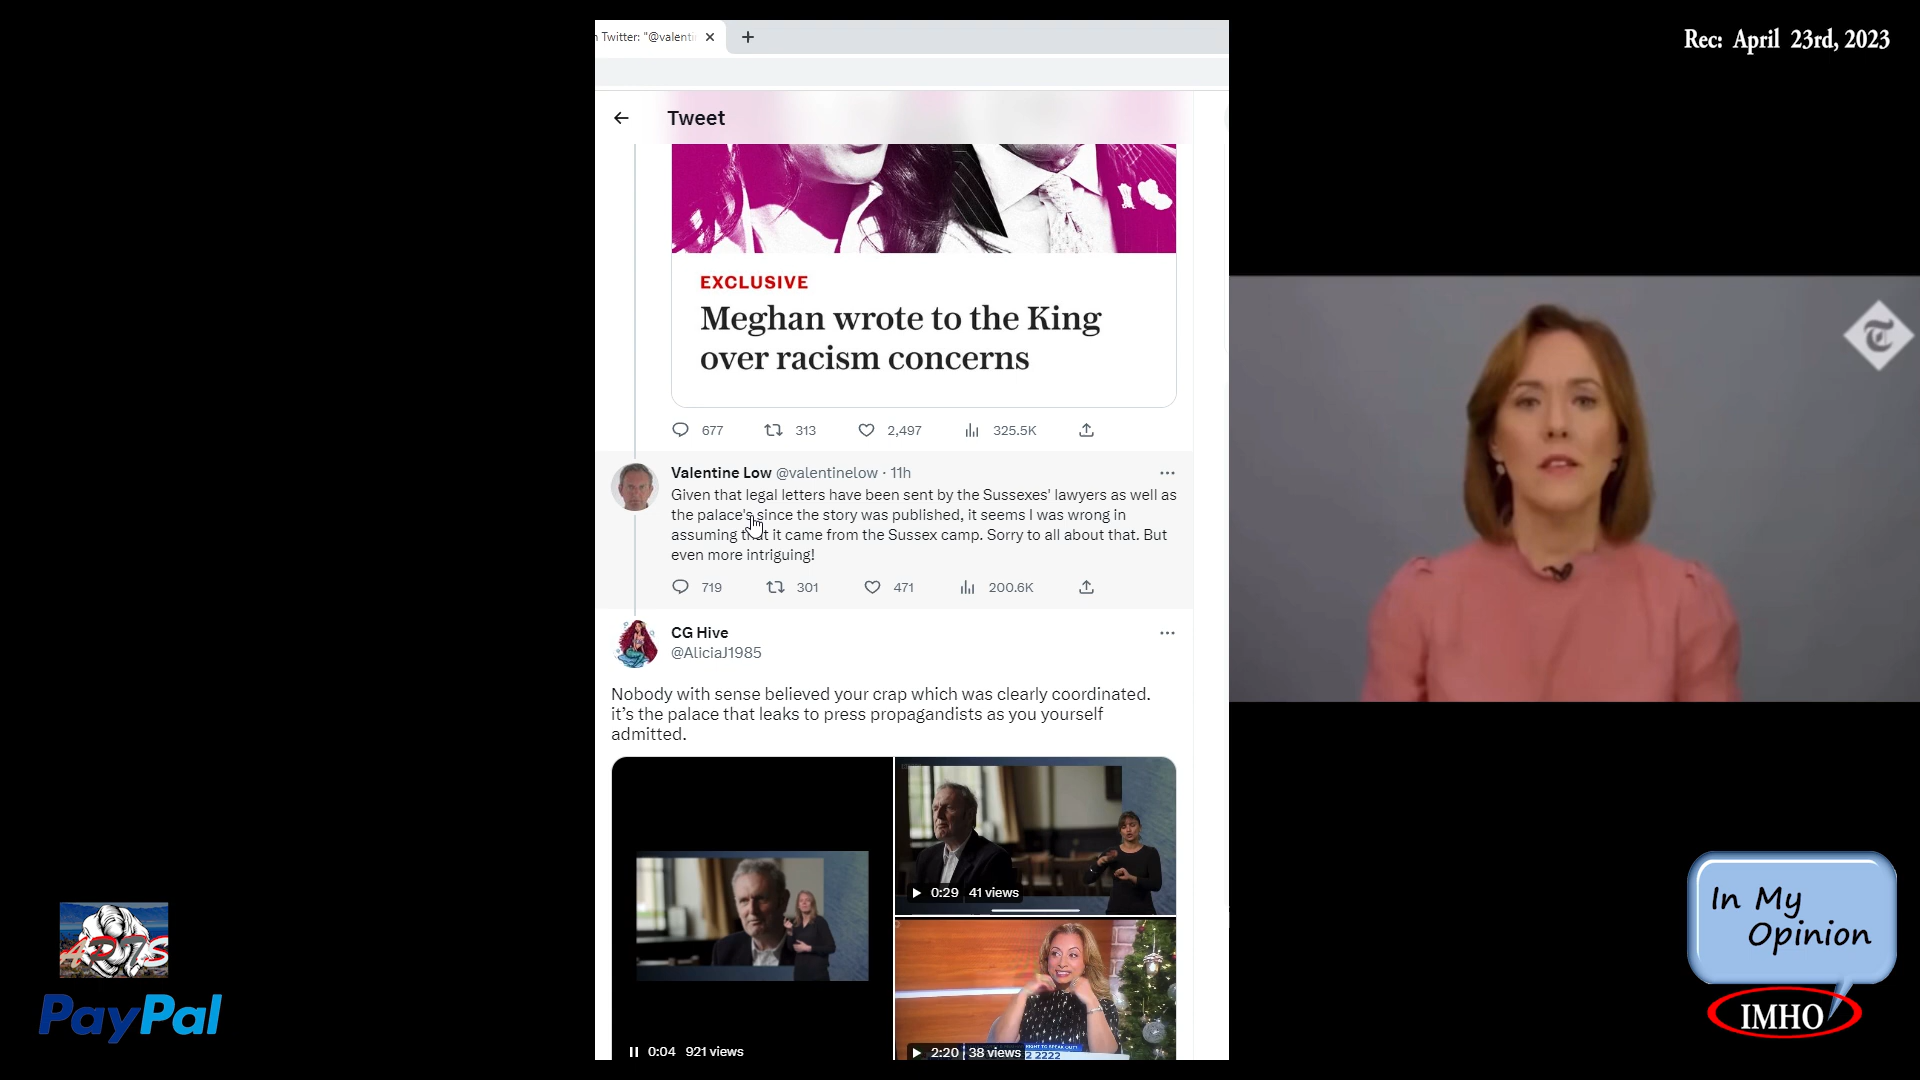 n Twitter: "@valenti
Rec: April 23rd, 2023
Tweet
EXCLUSIVE
Meghan wrote to the King
over racism concerns
677 313 2,497 325.5K
Valentine Low @valentinelow · 11h
Given that legal letters have been sent by the Sussexes' lawyers as well as
the palace's since the story was published, it seems I was wrong in
assuming that it came from the Sussex camp. Sorry to all about that. But
even more intriguing!
719 301 471 200.6K
CG Hive
@AliciaJ1985
Nobody with sense believed your crap which was clearly coordinated.
it’s the palace that leaks to press propagandists as you yourself
admitted.
0:29 41 views
0:04 921 views
2:20 38 views
RIGHT TO SPEAK OUT?
2 2222
PayPal
In My
Opinion
IMHO